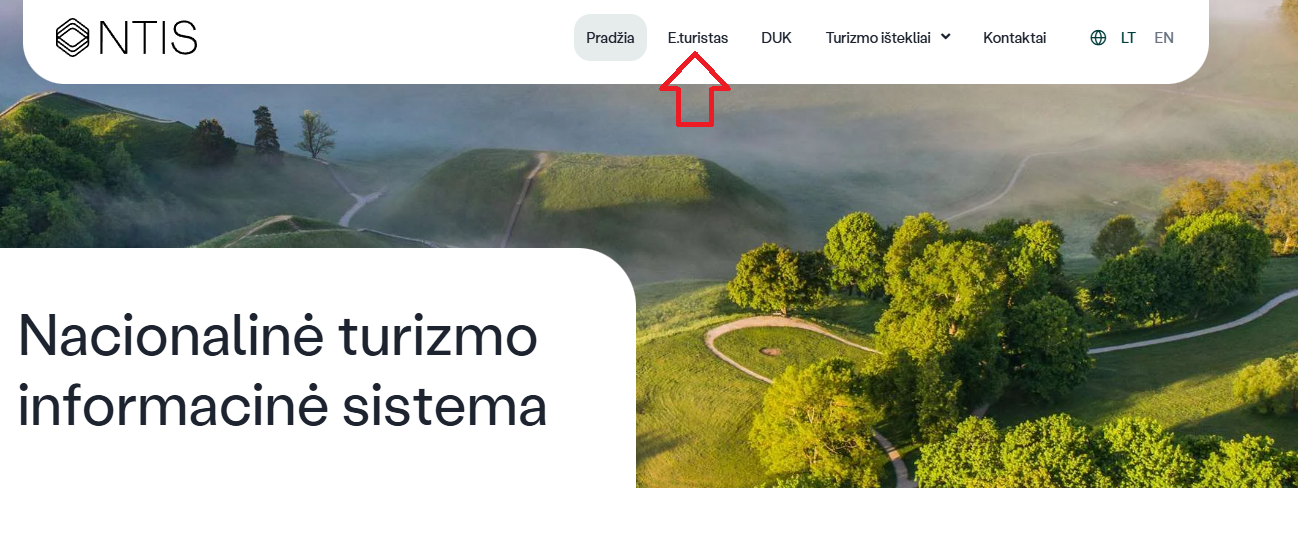 NTIS
Pradžia E.turistas DUK Turizmo ištekliai Kontaktai LT EN
Nacionalinė turizmo
informacinė sistema